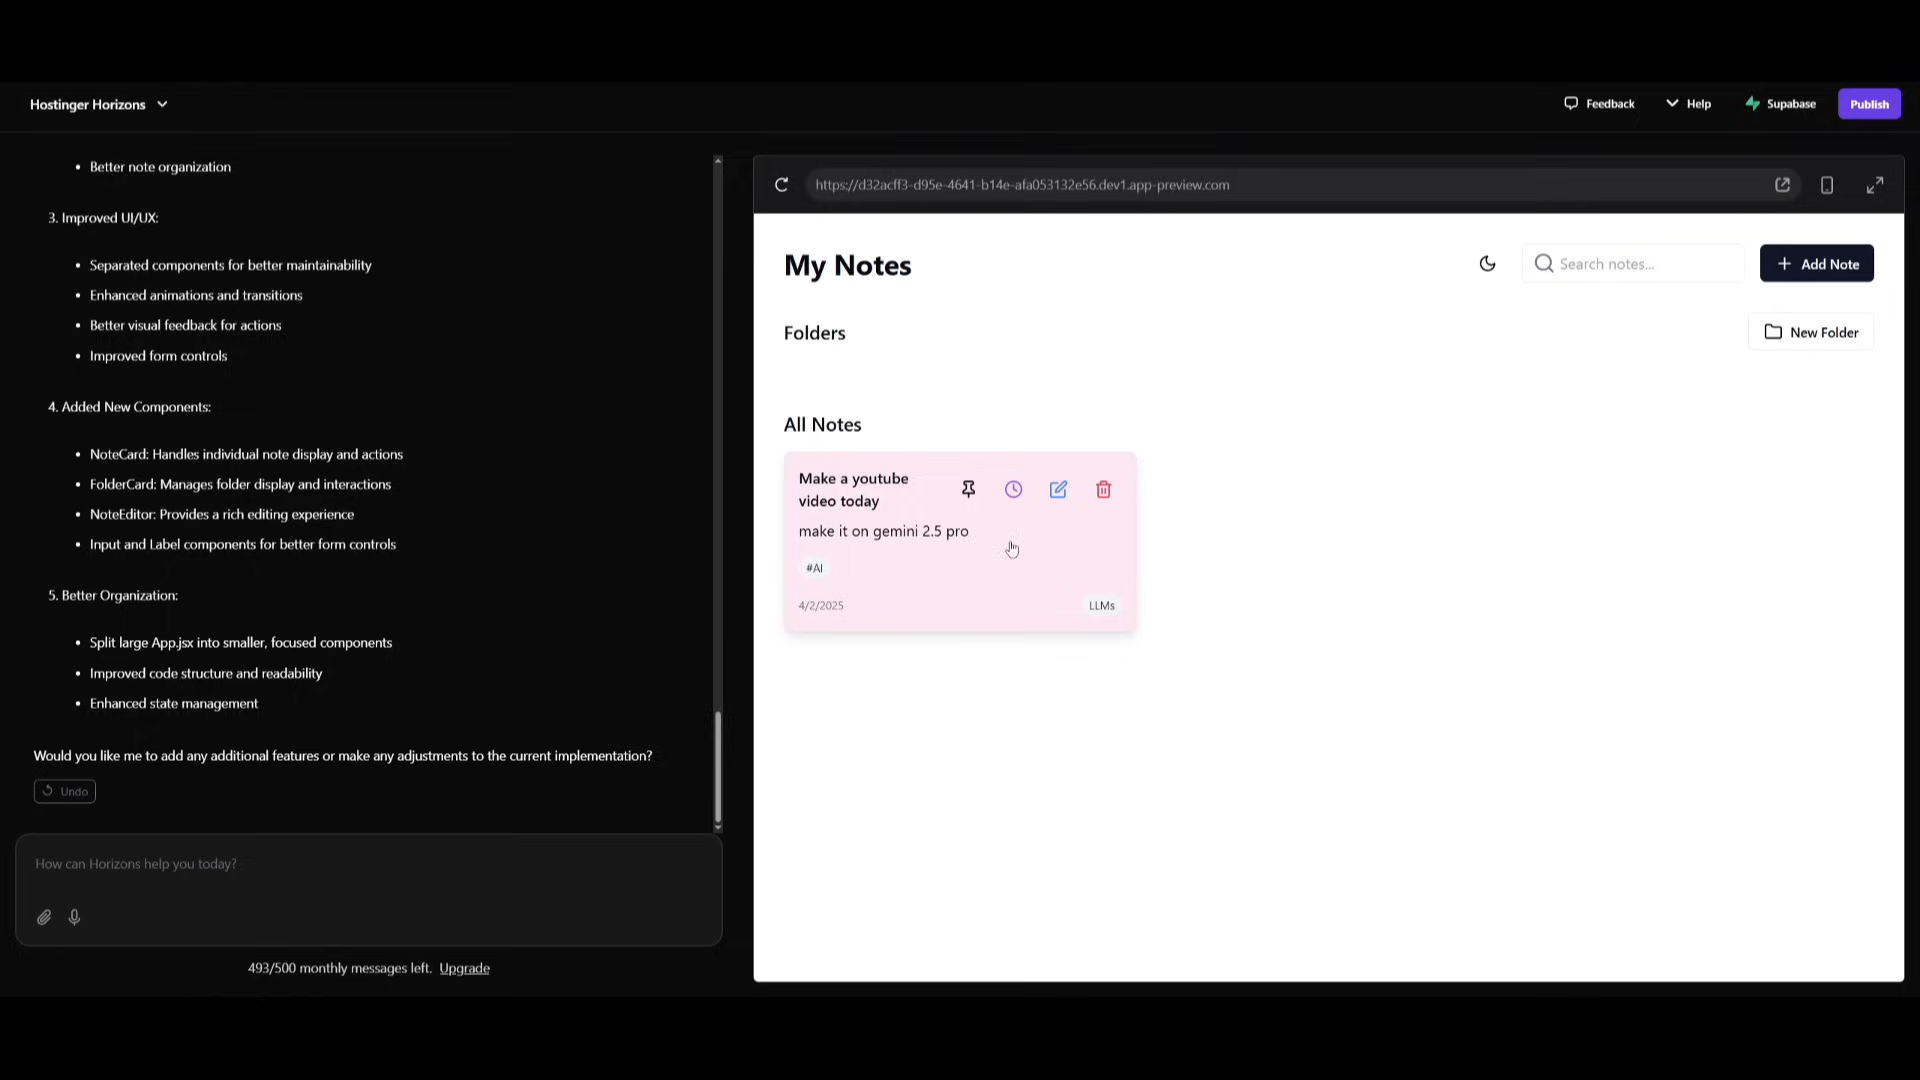 Hostinger Horizons
Feedback
Help
Supabase
Publish
• Better note organization
3. Improved UI/UX:
• Separated components for better maintainability
• Enhanced animations and transitions
• Better visual feedback for actions
• Improved form controls
4. Added New Components:
• NoteCard: Handles individual note display and actions
• FolderCard: Manages folder display and interactions
• NoteEditor: Provides a rich editing experience
• Input and Label components for better form controls
5. Better Organization:
• Split large App.jsx into smaller, focused components
• Improved code structure and readability
• Enhanced state management
Would you like me to add any additional features or make any adjustments to the current implementation?
Undo
How can Horizons help you today?
493/500 monthly messages left. Upgrade
https://d32acff3-d95e-4641-b14e-afa053132e56.dev1.app-preview.com
My Notes
Search notes...
+ Add Note
Folders
New Folder
All Notes
Make a youtube
video today
make it on gemini 2.5 pro
#AI
4/2/2025
LLMs